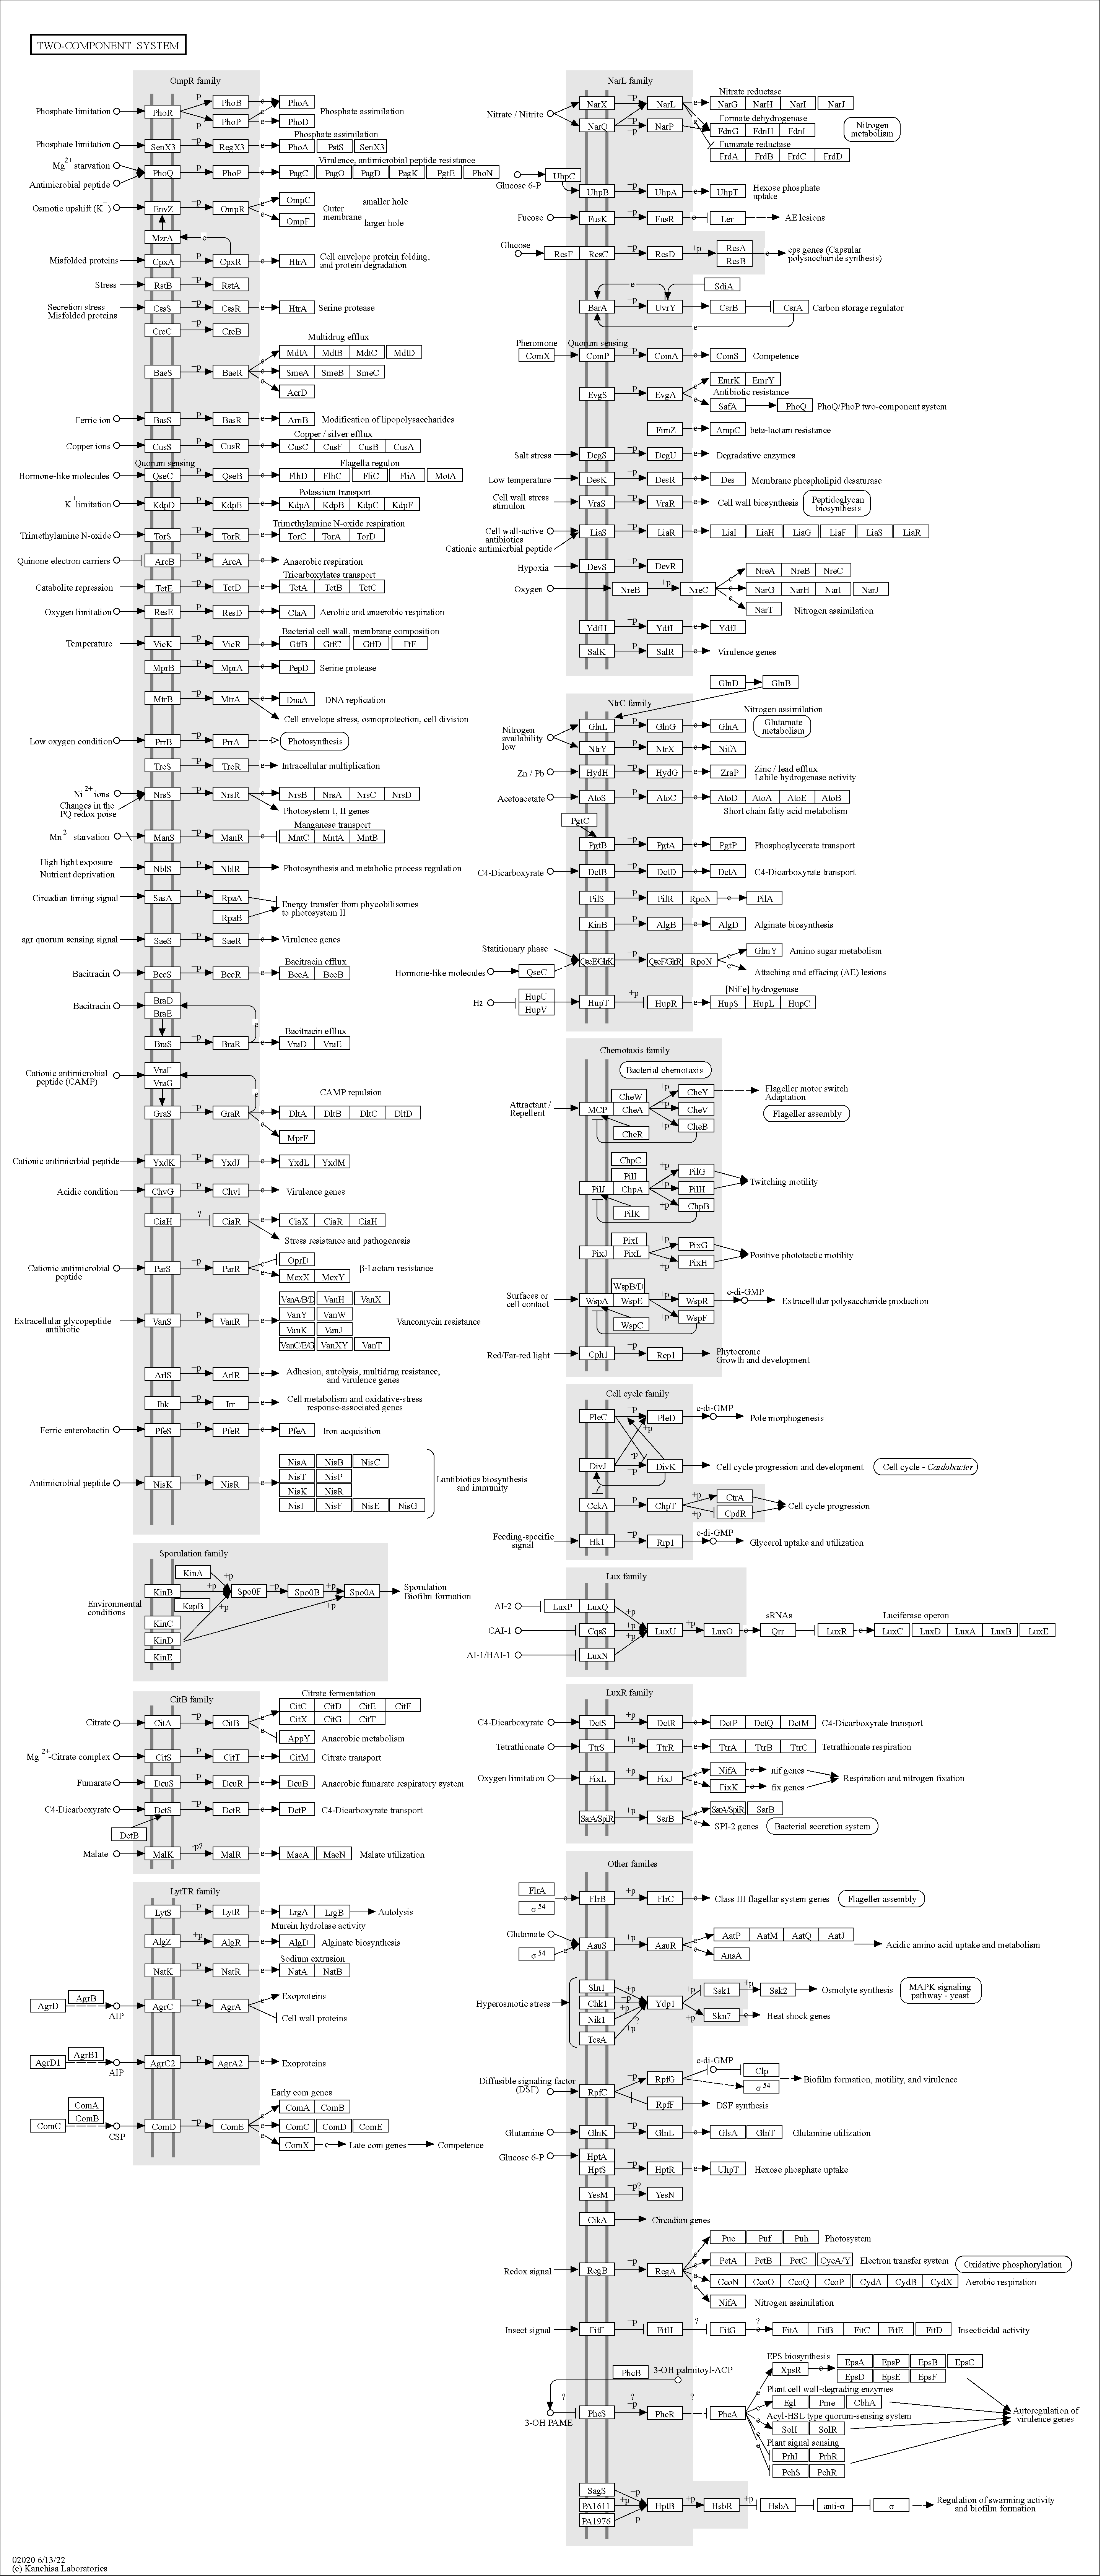 TWO-COMPONENT SYSTEM
OmpR family
Phosphate limitation PhoR +p PhoB e PhoA
+p PhoP e PhoD Phosphate assimilation
Phosphate assimilation
Phosphate limitation SenX3 +p RegX3 e PhoA PstS SenX3
Virulence, antimicrobial peptide resistance
Mg2+ starvation
Antimicrobial peptide PhoQ +p PhoP e PagC PagO PagD PagK PgtE PhoN
Osmotic upshift (K+) EnvZ +p OmpR e OmpC smaller hole
e OmpF larger hole
Outer
membrane
MzrA e
Misfolded proteins CpxA +p CpxR e HtrA Cell envelope protein folding,
and protein degradation
Stress RstB +p RstA
Secretion stress
Misfolded proteins CssS +p CssR e HtrA Serine protease
CreC +p CreB
Multidrug efflux
MdtA MdtB MdtC MdtD
BaeS +p BaeR e SmeA SmeB SmeC
AcrD
Ferric ion BasS +p BasR e ArnB Modification of lipopolysaccharides
Copper / silver efflux
Copper ions CusS +p CusR e CusC CusF CusB CusA
Quorum sensing Flagella regulon
Hormone-like molecules QseC +p QseB e FlhD FlhC FliC FliA MotA
Potassium transport
K+ limitation KdpD +p KdpE e KdpA KdpB KdpC KdpF
Trimethylamine N-oxide respiration
Trimethylamine N-oxide TorS +p TorR e TorC TorA TorD
Quinone electron carriers ArcB +p ArcA e Anaerobic respiration
Tricarboxylates transport
Catabolite repression TctE +p TctD e TctA TctB TctC
Oxygen limitation ResE +p ResD e CtaA Aerobic and anaerobic respiration
Bacterial cell wall, membrane composition
Temperature VicK +p VicR e GtfB GtfC GtfD FtF
MprB +p MprA e PepD Serine protease
MtrB +p MtrA e DnaA DNA replication
Cell envelope stress, osmoprotection, cell division
Low oxygen condition PrrB +p PrrA Photosynthesis
TrcS +p TrcR e Intracellular multiplication
Ni 2+ ions
Changes in the
PQ redox poise NrsS +p NrsR e NrsB NrsA NrsC NrsD
Photosystem I, II genes
Manganese transport
Mn 2+ starvation ManS +p ManR MntC MntA MntB
High light exposure
Nutrient deprivation NblS +p NblR Photosynthesis and metabolic process regulation
Circadian timing signal SasA +p RpaA
RpaB
Energy transfer from phycobilisomes
to photosystem II
agr quorum sensing signal SaeS +p SaeR e Virulence genes
Bacitracin efflux
Bacitracin BceS +p BceR e BceA BceB
Bacitracin BraD
BraE e
Bacitracin efflux
BraS +p BraR e VraD VraE
Cationic antimicrobial
peptide (CAMP) VraF
VraG e
CAMP repulsion
GraS +p GraR e DltA DltB DltC DltD
MprF
Cationic antimicrbial peptide YxdK +p YxdJ e YxdL YxdM
Acidic condition ChvG +p ChvI e Virulence genes
CiaH ? CiaR e CiaX CiaR CiaH
Stress resistance and pathogenesis
Cationic antimicrobial
peptide ParS +p ParR e OprD
e MexX MexY
β-Lactam resistance
Extracellular glycopeptide
antibiotic VanS +p VanR e
VanA/B/D VanH VanX
VanY VanW
VanK VanJ
VanC/E/G VanXY VanT
Vancomycin resistance
ArlS +p ArlR e Adhesion, autolysis, multidrug resistance,
and virulence genes
Ihk +p Irr e Cell metabolism and oxidative-stress
response-associated genes
Ferric enterobactin PfeS +p PfeR e PfeA Iron acquisition
Antimicrobial peptide NisK +p NisR e
NisA NisB NisC
NisT NisP
NisK NisR
NisI NisF NisE NisG
Lantibiotics biosynthesis
and immunity
Sporulation family
Environmental
conditions
KinA +p
KinB +p Spo0F +p Spo0B +p Spo0A Sporulation
Biofilm formation
KapB +p +p
KinC
KinD
KinE
CitB family
Citrate fermentation
CitC CitD CitE CitF
CitX CitG CitT
Citrate CitA +p CitB e
AppY Anaerobic metabolism
Mg 2+-Citrate complex CitS +p CitT e CitM Citrate transport
Fumarate DcuS +p DcuR e DcuB Anaerobic fumarate respiratory system
C4-Dicarboxyrate DctS +p DctR e DctP C4-Dicarboxyrate transport
DctB
Malate MalK -p? MalR e MaeA MaeN Malate utilization
LytTR family
LytS +p LytR e LrgA LrgB Autolysis
Murein hydrolase activity
AlgZ +p AlgR e AlgD Alginate biosynthesis
Sodium extrusion
NatK +p NatR e NatA NatB
AgrD AgrB AIP AgrC +p AgrA e Exoproteins
e Cell wall proteins
AgrD1 AgrB1 AIP AgrC2 +p AgrA2 e Exoproteins
Early com genes
ComA
ComB
ComC CSP ComD +p ComE e
ComA ComB
ComC ComD ComE
ComX e Late com genes Competence
NarL family
Nitrate reductase
Nitrate / Nitrite NarX +p NarL e NarG NarH NarI NarJ
Formate dehydrogenase
NarQ +p NarP e FdnG FdnH FdnI
Nitrogen
metabolism
Fumarate reductase
FrdA FrdB FrdC FrdD
Glucose 6-P UhpC
UhpB +p UhpA e UhpT Hexose phosphate
uptake
Fucose FusK +p FusR e Ler AE lesions
Glucose RcsF RcsC +p RcsD +p RcsA
RcsB e cps genes (Capsular
polysaccharide synthesis)
e SdiA
BarA +p UvrY e CsrB CsrA Carbon storage regulator
e
Pheromone Quorum sensing
ComX ComP +p ComA e ComS Competence
EvgS +p EvgA e EmrK EmrY
Antibiotic resistance
e SafA PhoQ PhoQ/PhoP two-component system
FimZ e AmpC beta-lactam resistance
Salt stress DegS +p DegU e Degradative enzymes
Low temperature DesK +p DesR e Des Membrane phospholipid desaturase
Cell wall stress
stimulon VraS +p VraR e Cell wall biosynthesis Peptidoglycan
biosynthesis
Cell wall-active
antibiotics
Cationic antimicrbial peptide LiaS +p LiaR e LiaI LiaH LiaG LiaF LiaS LiaR
Hypoxia DevS +p DevR
Oxygen NreB +p NreC e
NreA NreB NreC
NarG NarH NarI NarJ
NarT Nitrogen assimilation
YdfH +p YdfI e YdfJ
SalK +p SalR e Virulence genes
GlnD GlnB
NtrC family
Nitrogen assimilation
Nitrogen
availability
low GlnL +p GlnG e GlnA Glutamate
metabolism
NtrY +p NtrX e NifA
Zn / Pb HydH +p HydG e ZraP Zinc / lead efflux
Labile hydrogenase activity
Acetoacetate AtoS +p AtoC e AtoD AtoA AtoE AtoB
Short chain fatty acid metabolism
PgtC
PgtB +p PgtA e PgtP Phosphoglycerate transport
C4-Dicarboxyrate DctB +p DctD e DctA C4-Dicarboxyrate transport
PilS +p PilR RpoN e PilA
KinB +p AlgB e AlgD Alginate biosynthesis
Statitionary phase
Hormone-like molecules QseC QseE/GlrK +p QseF/GlrR RpoN e GlmY Amino sugar metabolism
e Attaching and effacing (AE) lesions
[NiFe] hydrogenase
H2 HupU
HupV HupT +p HupR e HupS HupL HupC
Chemotaxis family
Bacterial chemotaxis
Attractant /
Repellent MCP CheW CheA CheR +p CheY +p CheV +p CheB
Flageller motor switch
Adaptation
Flageller assembly
ChpC
PilI
PilJ ChpA PilK +p PilG +p PilH +p ChpB Twitching motility
PixI
PixJ PixL +p PixG +p PixH Positive phototactic motility
Surfaces or
cell contact WspB/D
WspA WspE WspC +p WspR +p WspF c-di-GMP Extracellular polysaccharide production
Red/Far-red light Cph1 +p Rcp1 Phytocrome
Growth and development
Cell cycle family
PleC +p PleD +p c-di-GMP Pole morphogenesis
-p
DivJ +p DivK Cell cycle progression and development Cell cycle - Caulobacter
CckA +p ChpT +p CtrA +p CpdR Cell cycle progression
Feeding-specific
signal Hk1 +p Rrp1 c-di-GMP Glycerol uptake and utilization
Lux family
AI-2 LuxP LuxQ +p sRNAs Luciferase operon
CAI-1 CqsS +p LuxU +p LuxO e Qrr LuxR e LuxC LuxD LuxA LuxB LuxE
AI-1/HAI-1 LuxN +p
LuxR family
C4-Dicarboxyrate DctS +p DctR e DctP DctQ DctM C4-Dicarboxyrate transport
Tetrathionate TtrS +p TtrR e TtrA TtrB TtrC Tetrathionate respiration
Oxygen limitation FixL +p FixJ e NifA e nif genes
e FixK e fix genes
Respiration and nitrogen fixation
SsrA/SpiR +p SsrB e SsrA/SpiR SsrB
e SPI-2 genes Bacterial secretion system
Other familes
FlrA
σ 54 e FlrB +p FlrC e Class III flagellar system genes Flageller assembly
Glutamate
σ 54 e AauS +p AauR e AatP AatM AatQ AatJ
e AnsA
Acidic amino acid uptake and metabolism
Hyperosmotic stress
Sln1 +p
Chk1 +p Ydp1 +p Ssk1 +p Ssk2 Osmolyte synthesis MAPK signaling
pathway - yeast
Nik1 +p ? +p Skn7 e Heat shock genes
TcsA +p
Diffusible signaling factor
(DSF) RpfC +p RpfG c-di-GMP Clp
σ 54
Biofilm formation, motility, and virulence
RpfF DSF synthesis
Glutamine GlnK +p GlnL e GlsA GlnT Glutamine utilization
Glucose 6-P HptA
HptS +p HptR e UhpT Hexose phosphate uptake
YesM +p? YesN
CikA Circadian genes
Puc Puf Puh Photosystem
Redox signal RegB +p RegA e
PetA PetB PetC CycA/Y Electron transfer system Oxidative phosphorylation
CcoN CcoO CcoQ CcoP CydA CydB CydX Aerobic respiration
NifA Nitrogen assimilation
Insect signal FitF +p FitH ? FitG ? e FitA FitB FitC FitE FitD Insecticidal activity
PhcB 3-OH palmitoyl-ACP
3-OH PAME ? ? PhcS +p ? PhcR ? PhcA
EPS biosynthesis
XpsR e EpsA EpsP EpsB EpsC
EpsD EpsE EpsF
Plant cell wall-degrading enzymes
Egl Pme CbhA
Acyl-HSL type quorum-sensing system
SolI SolR
Plant signal sensing
PrhI PrhR
PehS PehR
Autoregulation of
virulence genes
SagS +p
PA1611 +p HptB +p HsbR +p HsbA anti-σ σ Regulation of swarming activity
and biofilm formation
PA1976 +p
02020 6/13/22
(c) Kanehisa Laboratories